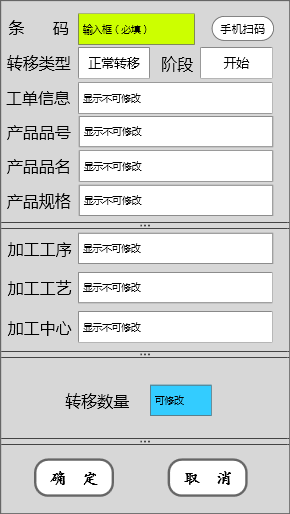 条 码 输入框（必填） 手机扫码
转移类型 正常转移 阶段 开始
工单信息 显示不可修改
产品品号 显示不可修改
产品品名 显示不可修改
产品规格 显示不可修改
加工工序 显示不可修改
加工工艺 显示不可修改
加工中心 显示不可修改
转移数量 可修改
确 定 取 消